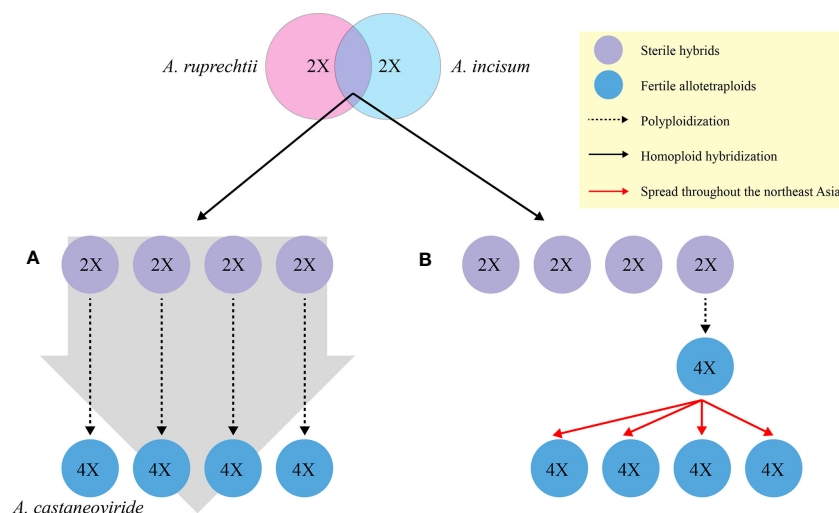 A. ruprechtii
2X
2X
A. incisum
Sterile hybrids
Fertile allotetraploids
Polyploidization
Homoploid hybridization
Spread throughout the northeast Asia
A
2X
2X
2X
2X
4X
4X
4X
4X
A. castaneoviride
B
2X
2X
2X
2X
4X
4X
4X
4X
4X